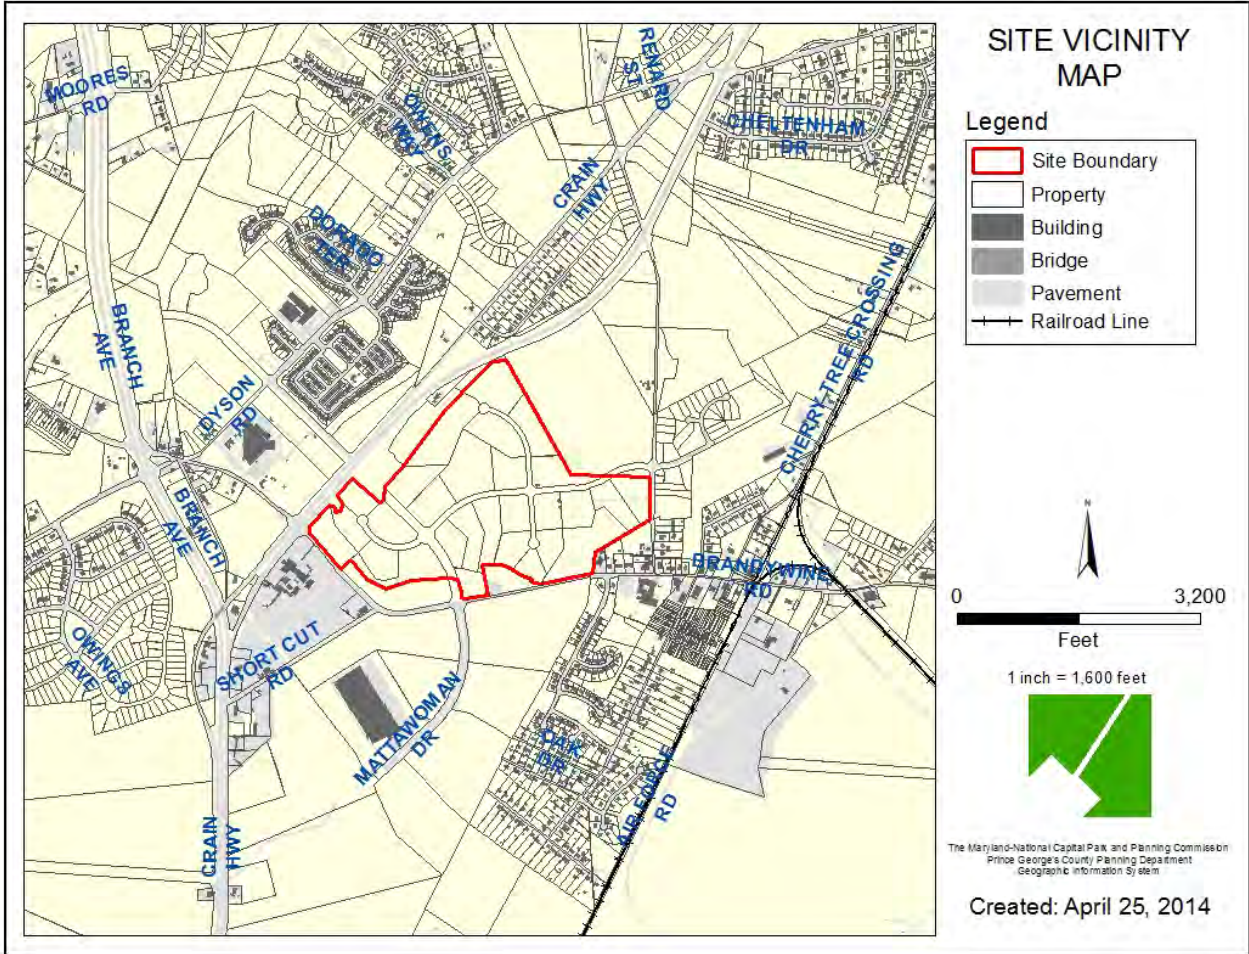 MOORES
RD
OWENS
WAY
RENARD
ST
CHELTENHAM
DR
CRAIN
HWY
DORADO
TER
BRANCH
AVE
DYSON
RD
BRANCH
AVE
CHERRY TREE CROSSING
RD
BRANDYWINE
RD
OWINGS
AVE
SHORT CUT
RD
MATTAWOMAN
DR
OAK
DR
AIR FORCE
RD
CRAIN
HWY
SITE VICINITY
MAP
Legend
Site Boundary
Property
Building
Bridge
Pavement
Railroad Line
N
0 3,200
Feet
1 inch = 1,600 feet
The Maryland-National Capital Park and Planning Commission
Prince George's County Planning Department
Geographic Information System
Created: April 25, 2014